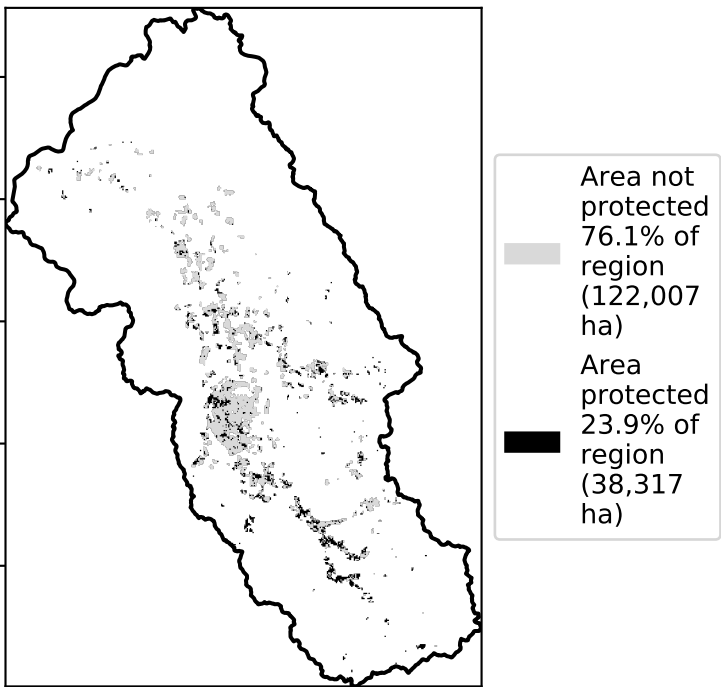 Area not
protected
76.1% of
region
(122,007
ha)
Area
protected
23.9% of
region
(38,317
ha)